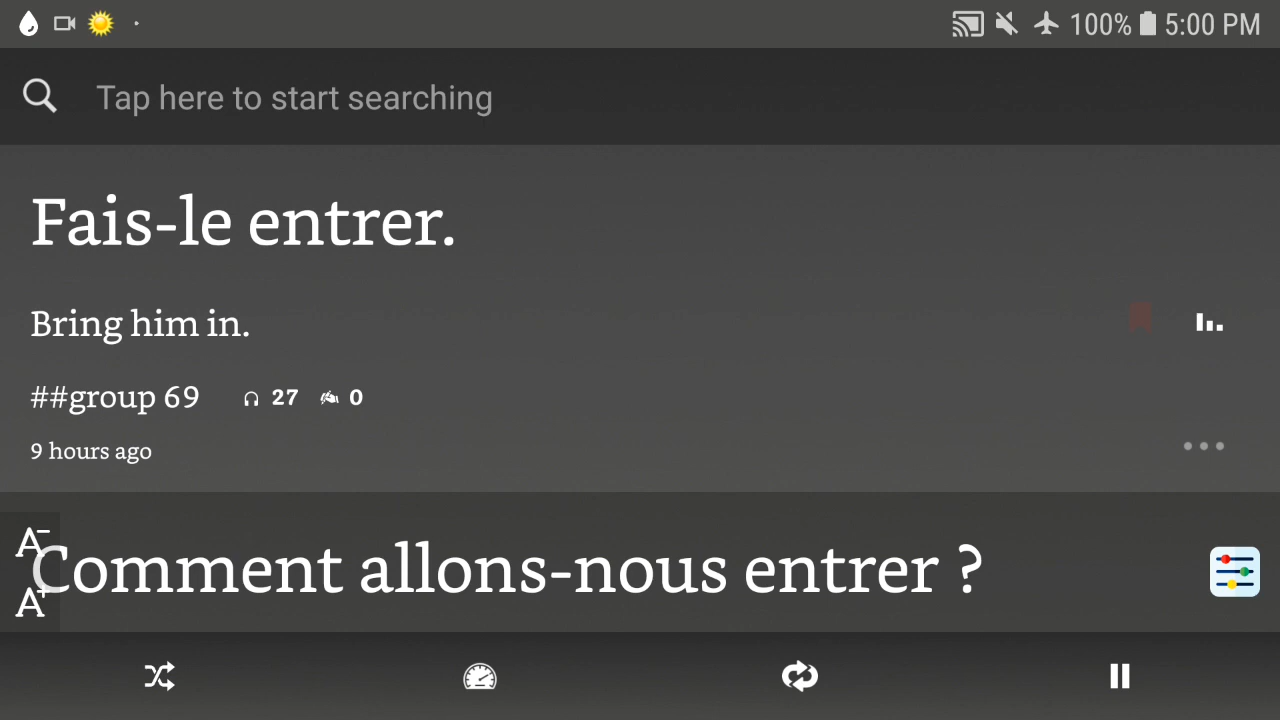 100% 5:00 PM
Tap here to start searching
Fais-le entrer.
Bring him in.
##group 69 27 0
9 hours ago
A-
Comment allons-nous entrer ?
A+